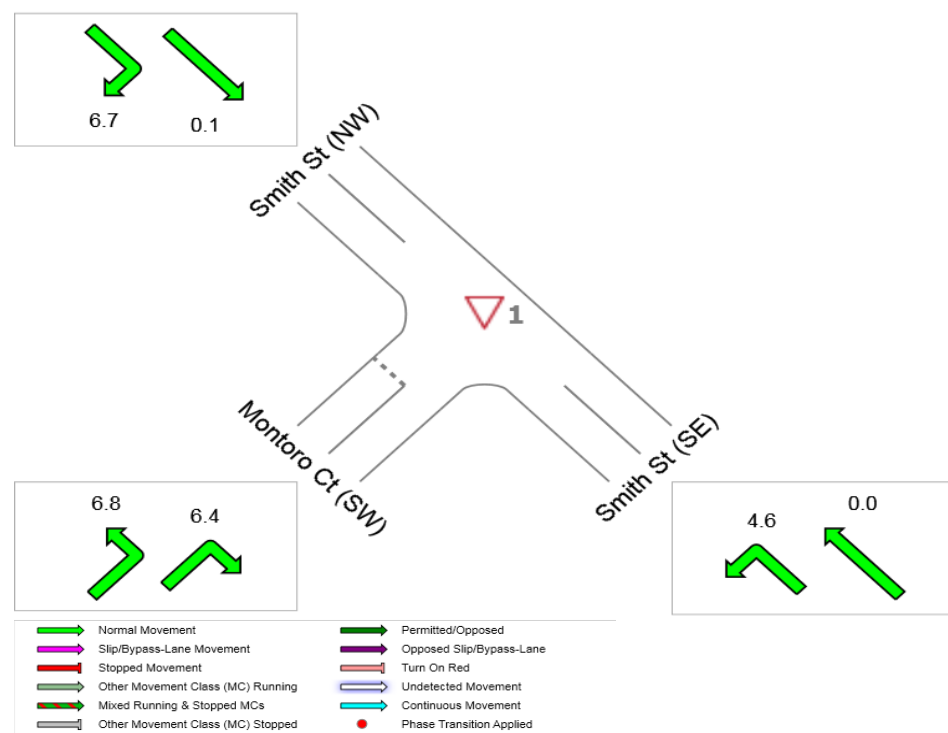 6.7 0.1
Smith St (NW)
1
Montoro Ct (SW)
Smith St (SE)
6.8 6.4
4.6 0.0
Normal Movement
Slip/Bypass-Lane Movement
Stopped Movement
Other Movement Class (MC) Running
Mixed Running & Stopped MCs
Other Movement Class (MC) Stopped
Permitted/Opposed
Opposed Slip/Bypass-Lane
Turn On Red
Undetected Movement
Continuous Movement
Phase Transition Applied